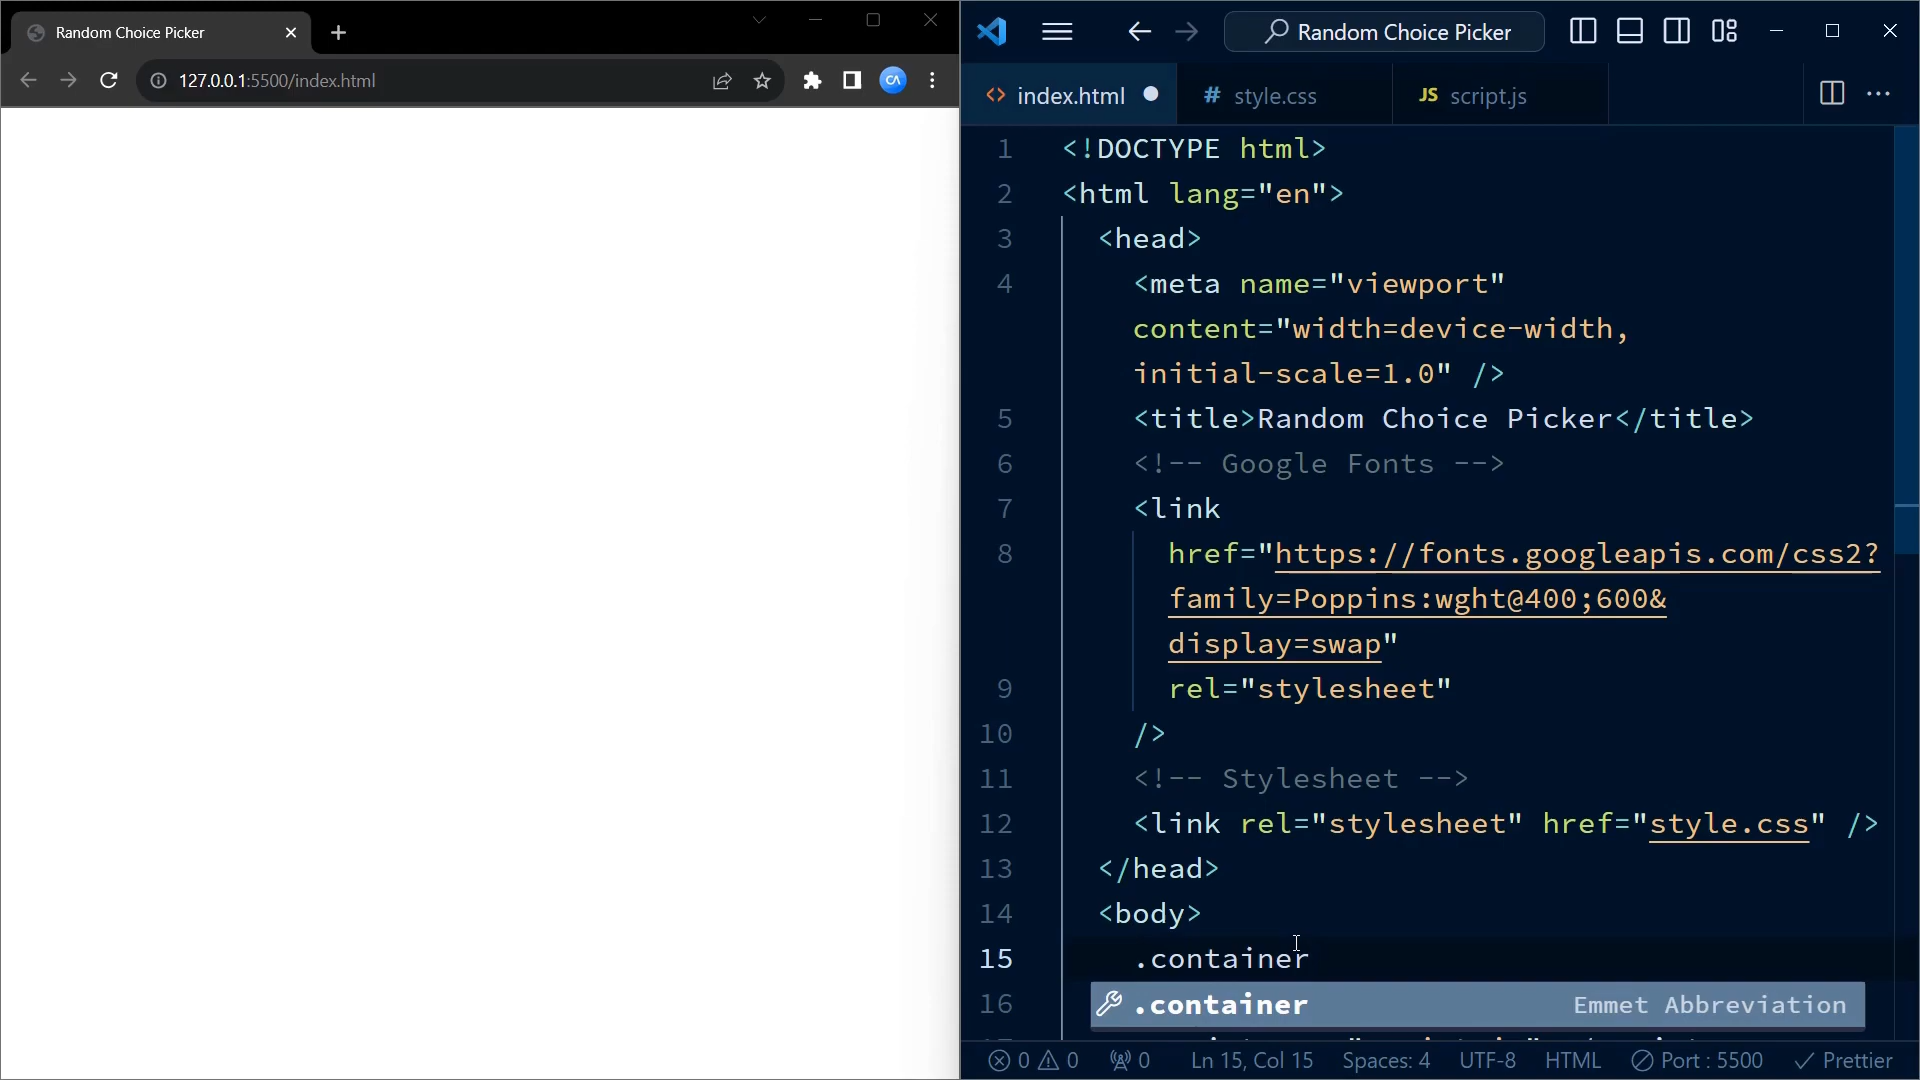 Random Choice Picker
127.0.0.1:5500/index.html
CA
Random Choice Picker
index.html
# style.css
JS script.js
1 <!DOCTYPE html>
2 <html lang="en">
3 <head>
4 <meta name="viewport"
content="width=device-width,
initial-scale=1.0" />
5 <title>Random Choice Picker</title>
6 <!-- Google Fonts -->
7 <link
8 href="https://fonts.googleapis.com/css2?
family=Poppins:wght@400;600&
display=swap"
9 rel="stylesheet"
10 />
11 <!-- Stylesheet -->
12 <link rel="stylesheet" href="style.css" />
13 </head>
14 <body>
15 .container
16 .container Emmet Abbreviation
0 0 0 Ln 15, Col 15 Spaces: 4 UTF-8 HTML Port : 5500 Prettier